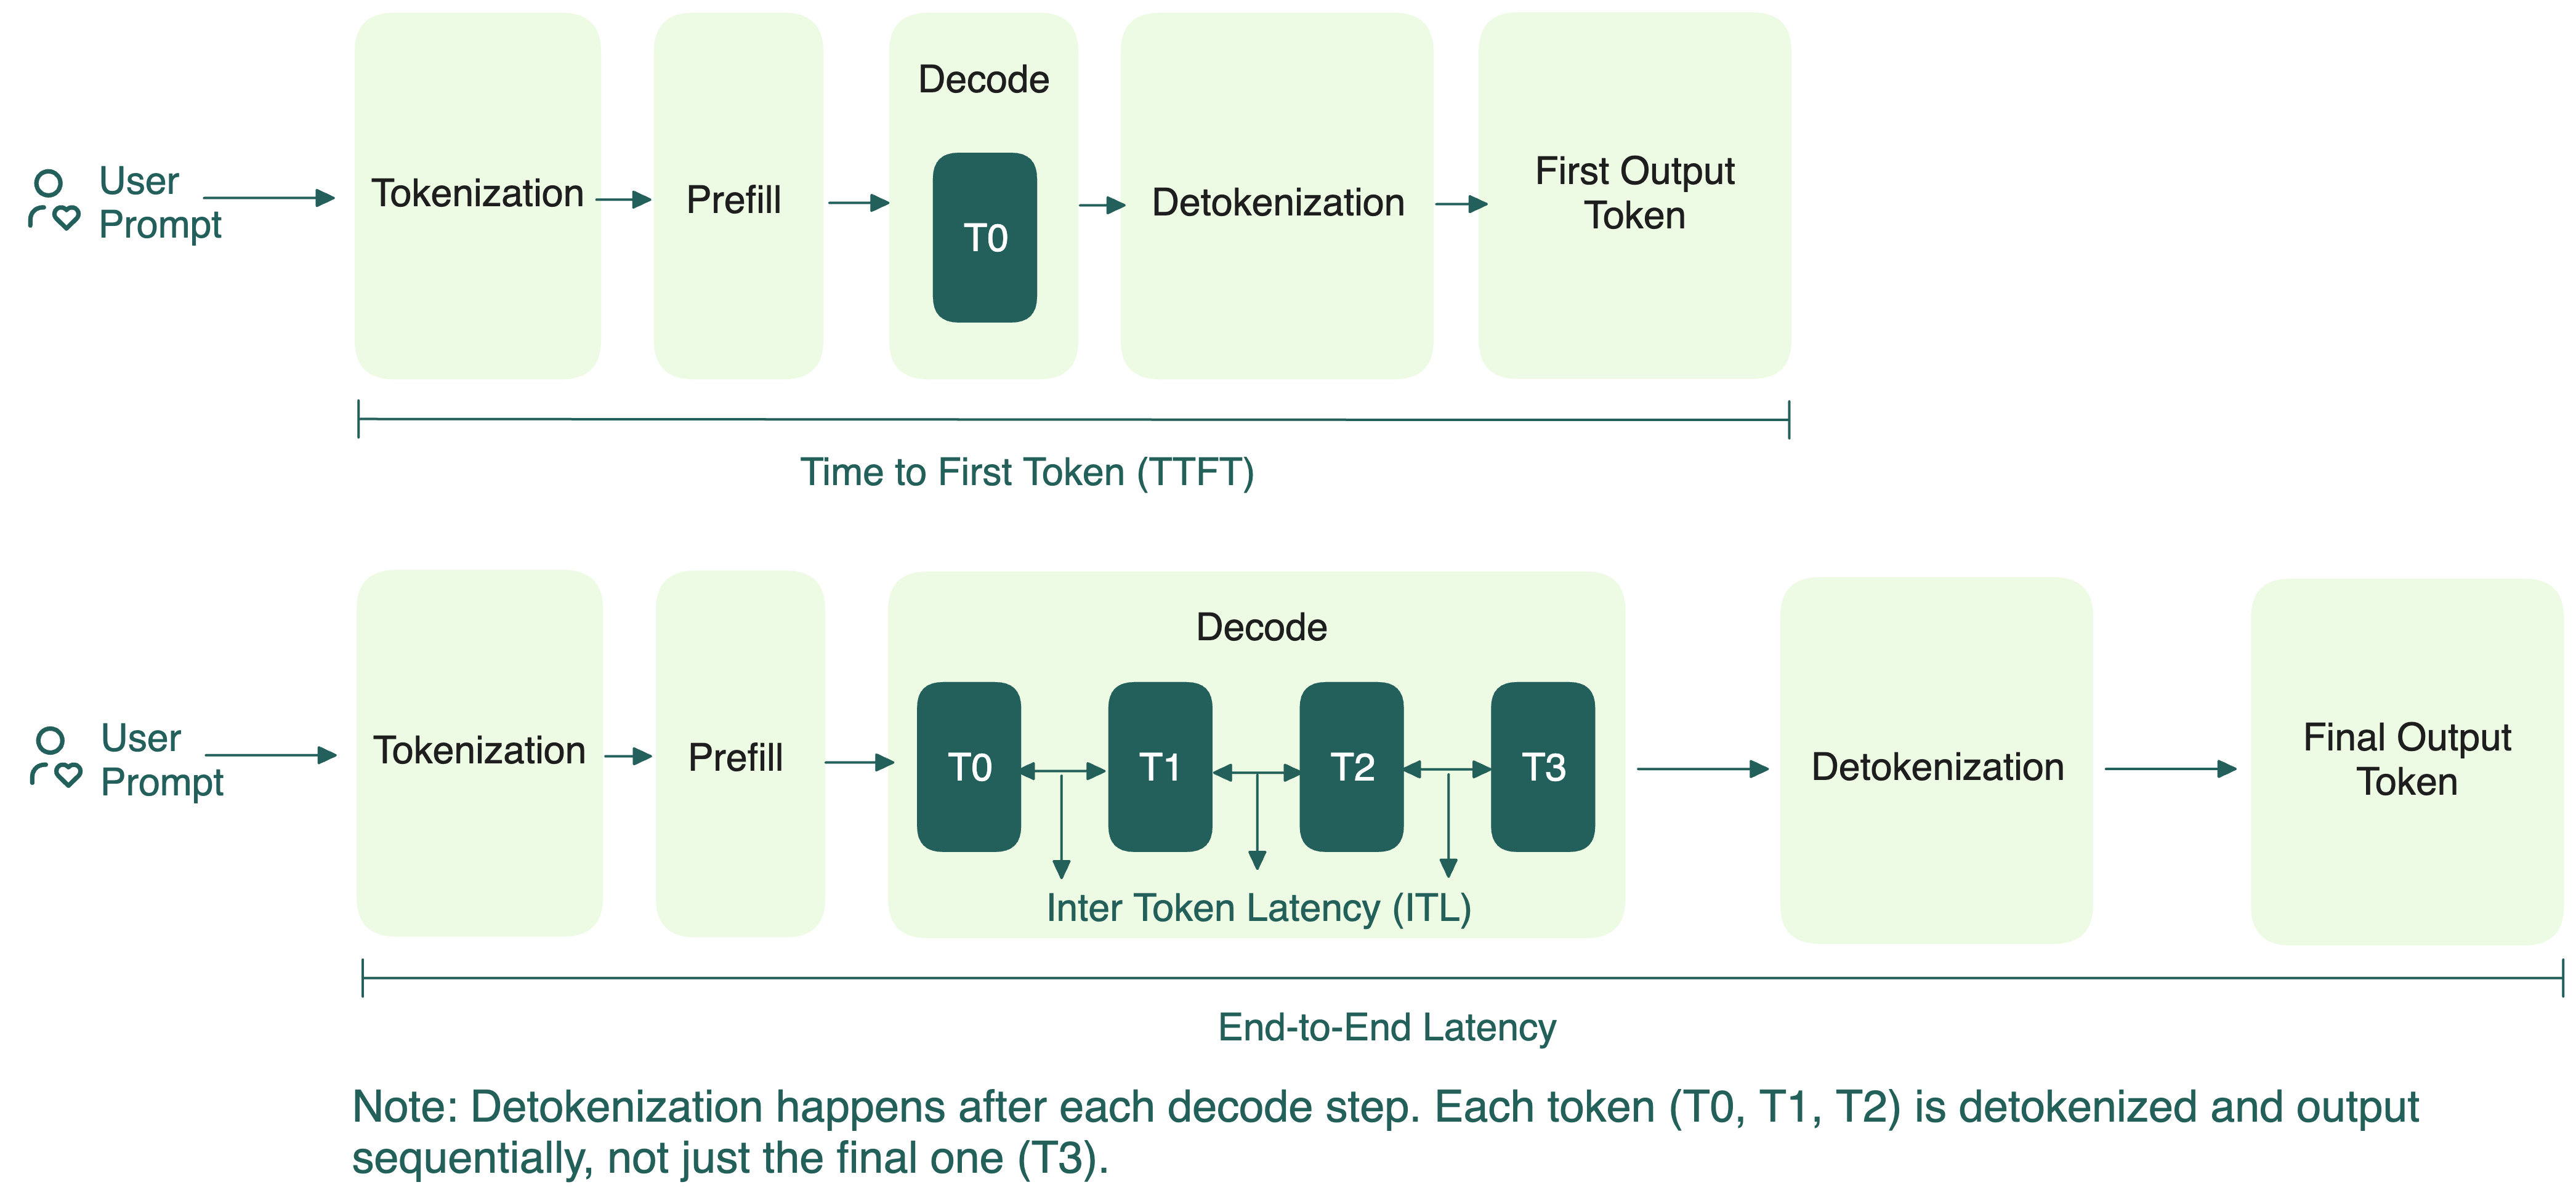 Decode
User
Prompt
Tokenization
Prefill
T0
Detokenization
First Output
Token
Time to First Token (TTFT)
Decode
User
Prompt
Tokenization
Prefill
T0
T1
T2
T3
Detokenization
Final Output
Token
Inter Token Latency (ITL)
End-to-End Latency
Note: Detokenization happens after each decode step. Each token (T0, T1, T2) is detokenized and output
sequentially, not just the final one (T3).